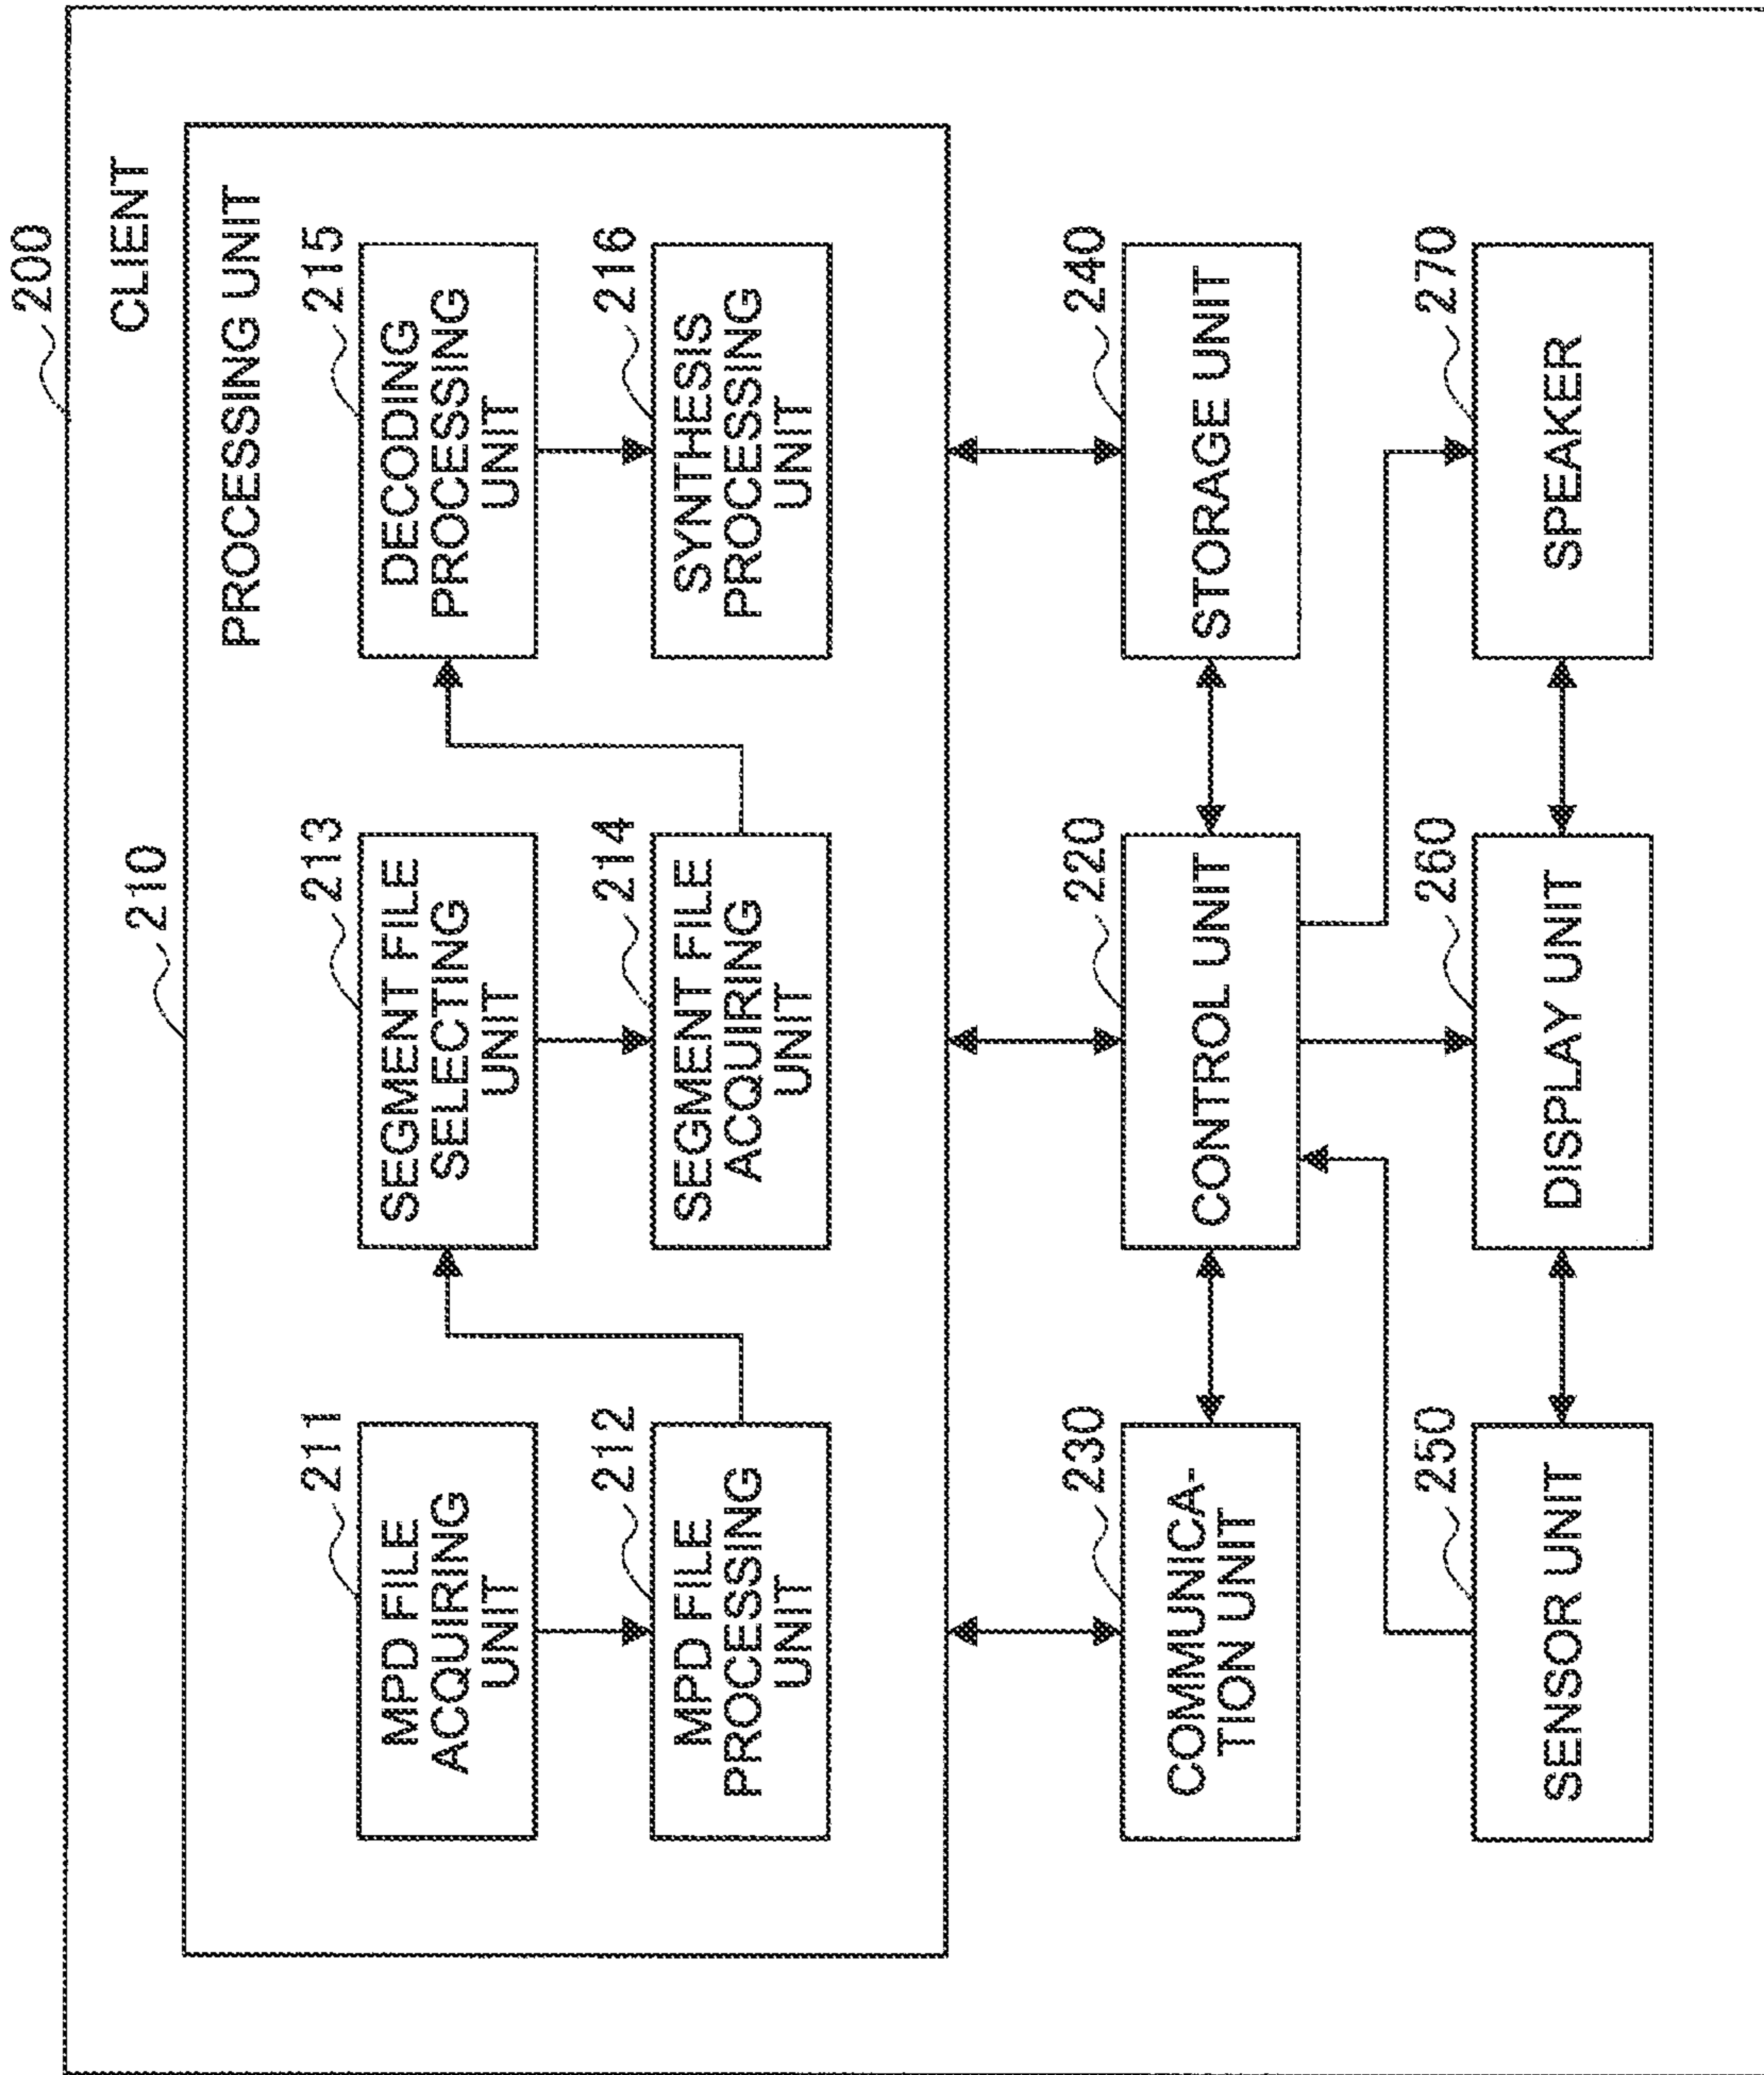 200
CLIENT
210
PROCESSING UNIT
211
MPD FILE
ACQUIRING
UNIT
213
SEGMENT FILE
SELECTING
UNIT
215
DECODING
PROCESSING
UNIT
212
MPD FILE
PROCESSING
UNIT
214
SEGMENT FILE
ACQUIRING
UNIT
216
SYNTHESIS
PROCESSING
UNIT
230
COMMUNICA-
TION UNIT
220
CONTROL UNIT
240
STORAGE UNIT
250
SENSOR UNIT
260
DISPLAY UNIT
270
SPEAKER